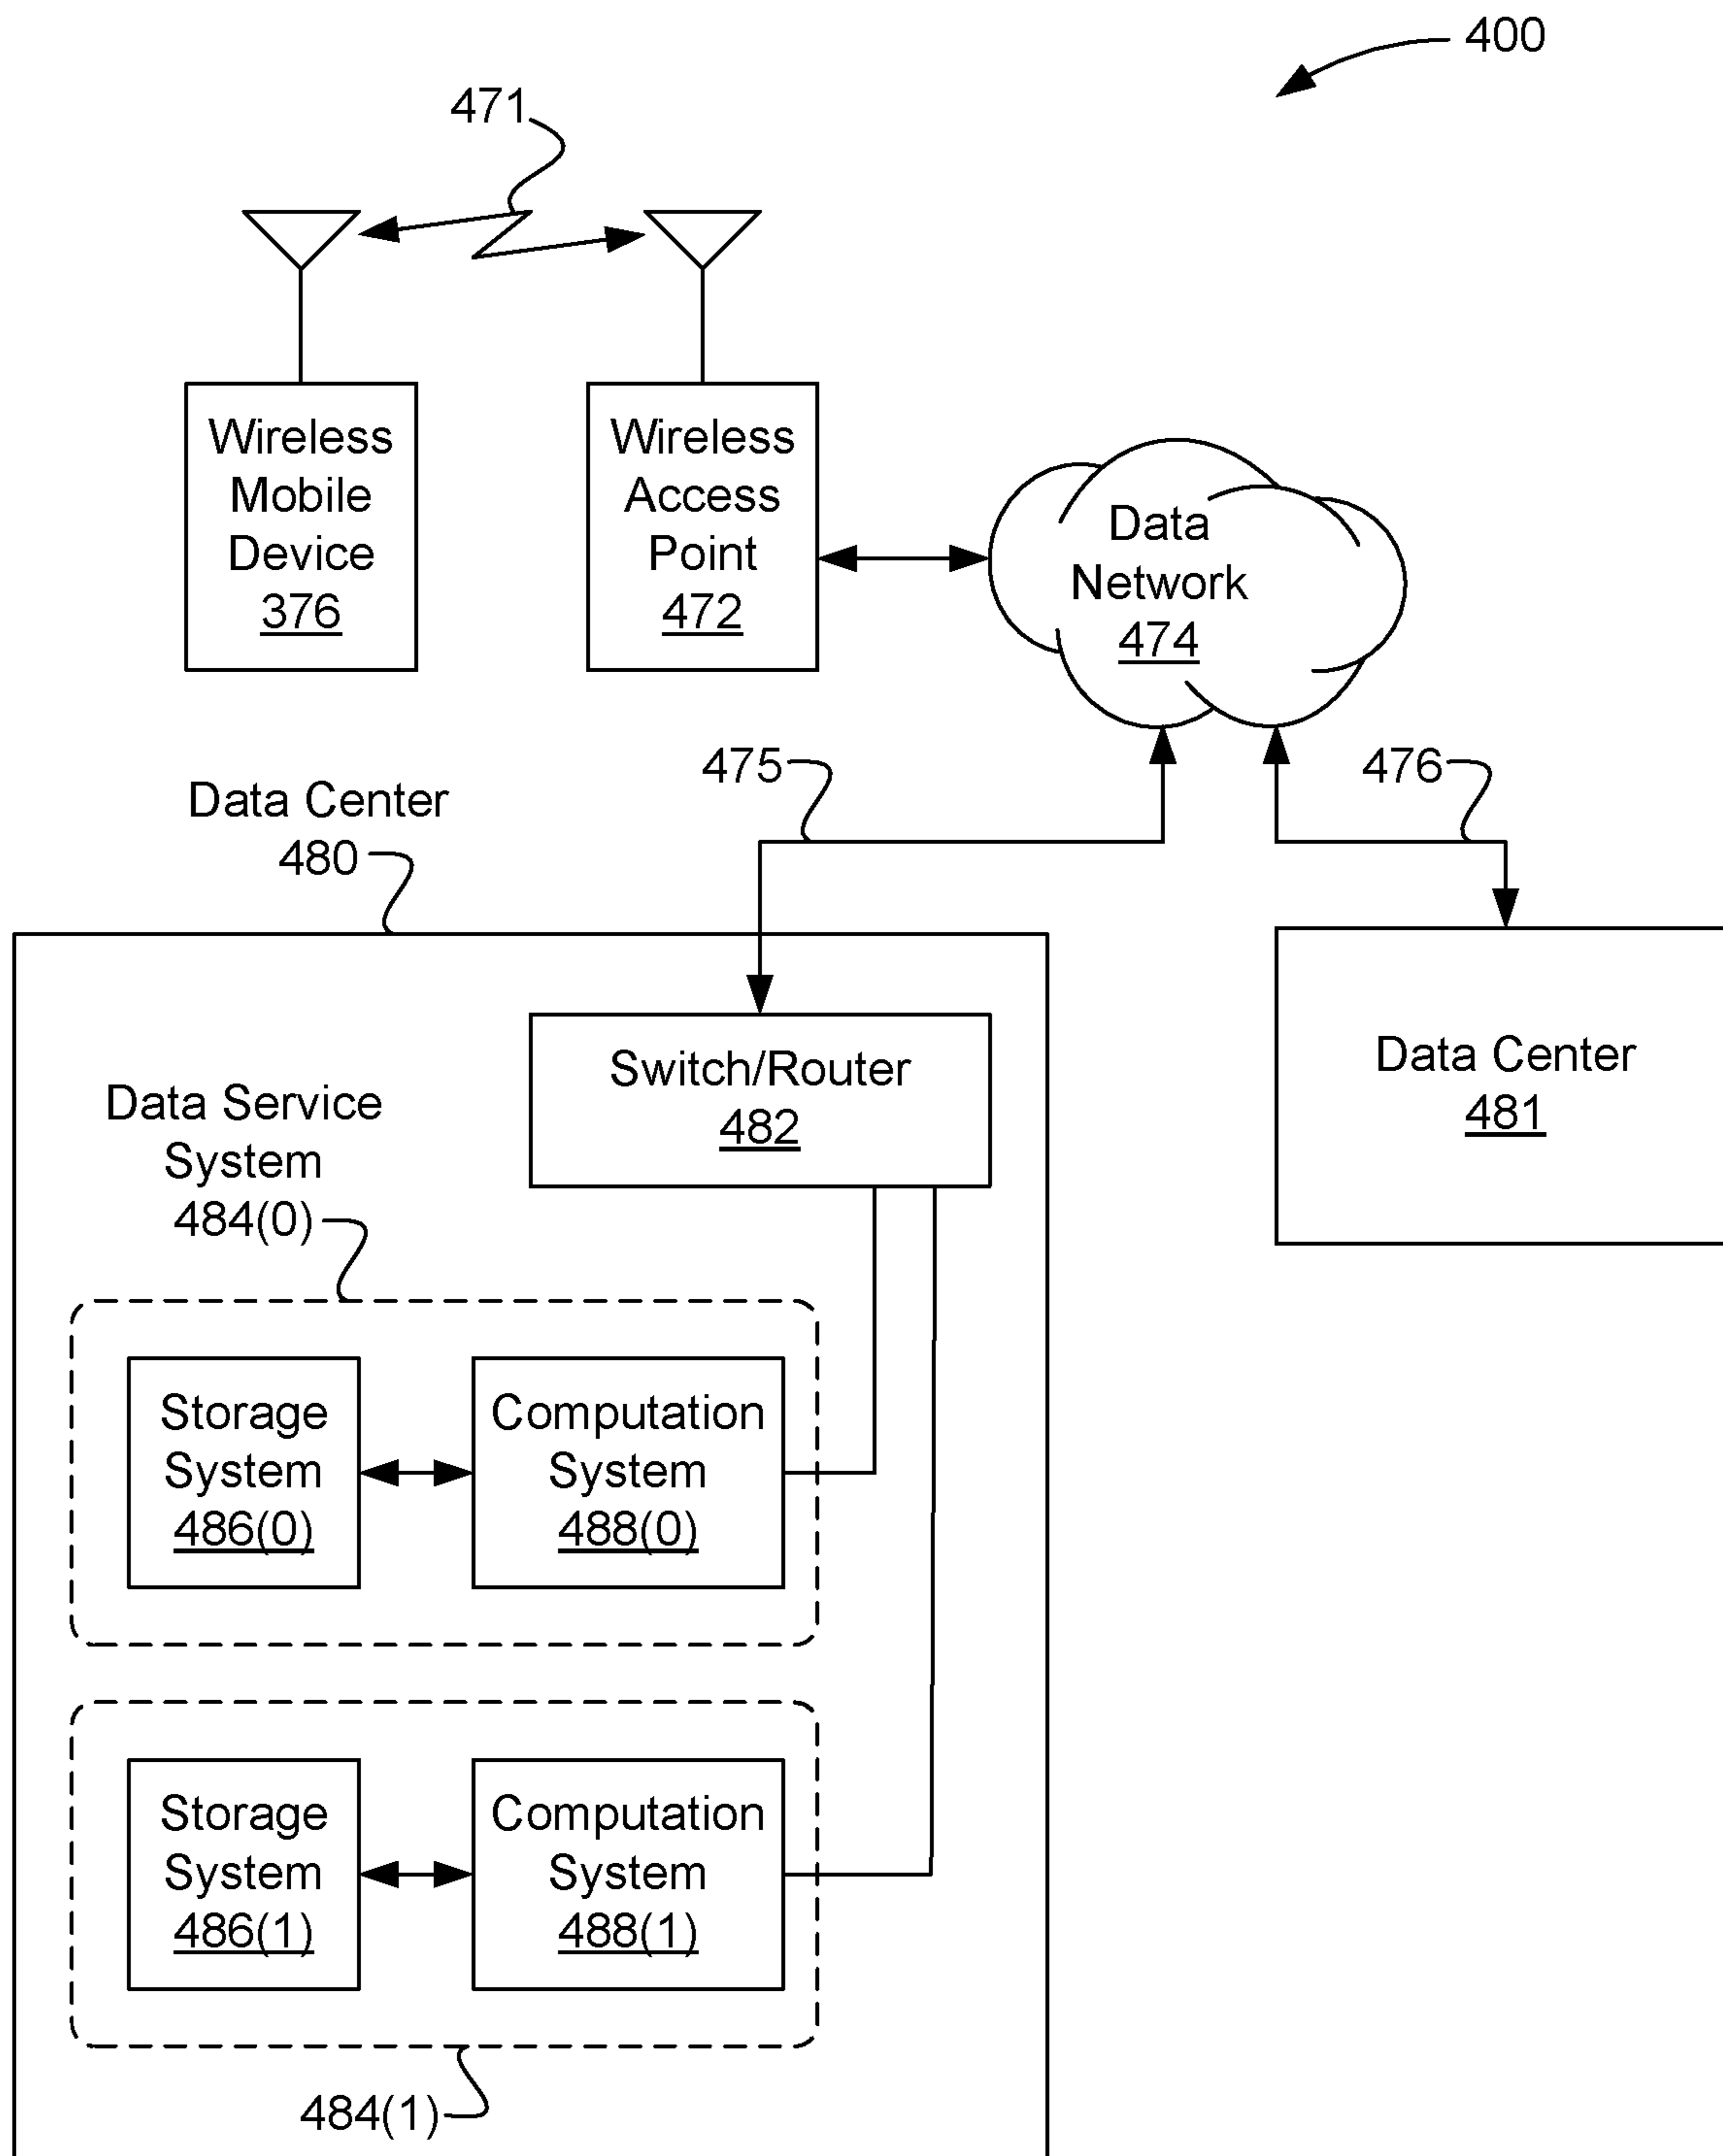 400
471
Wireless
Mobile
Device
376
Wireless
Access
Point
472
Data
Network
474
475
476
Data Center
480
Switch/Router
482
Data Center
481
Data Service
System
484(0)
Storage
System
486(0)
Computation
System
488(0)
Storage
System
486(1)
Computation
System
488(1)
484(1)